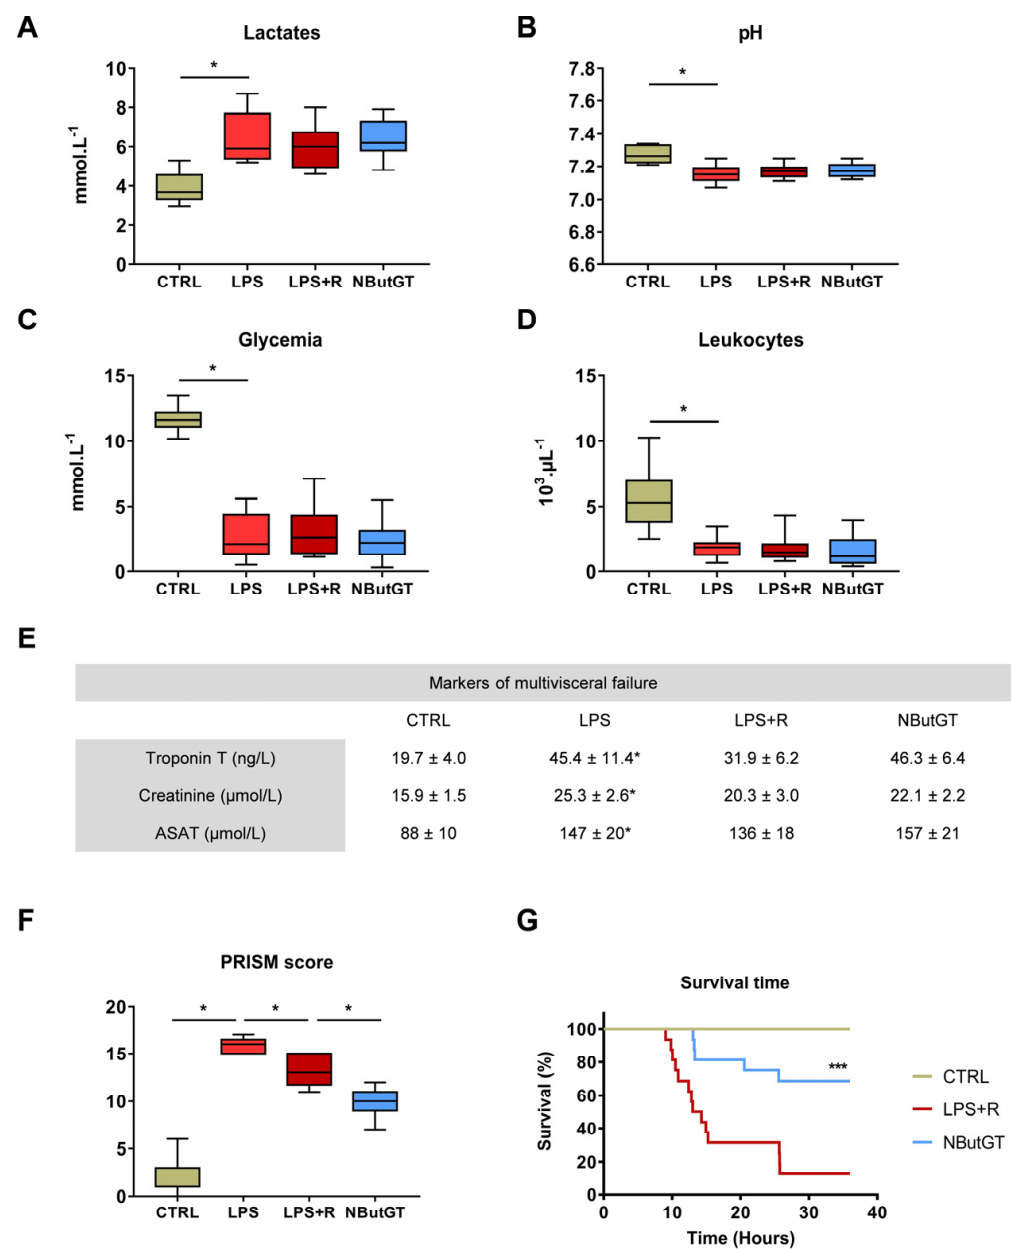 A
Lactates
10
8
6
4
2
0
mmol.L-1
*
CTRL LPS LPS+R NButGT
B
pH
7.8
7.6
7.4
7.2
7.0
6.8
6.6
*
CTRL LPS LPS+R NButGT
C
Glycemia
15
10
5
0
mmol.L-1
*
CTRL LPS LPS+R NButGT
D
Leukocytes
15
10
5
0
103.µL-1
*
CTRL LPS LPS+R NButGT
E
Markers of multivisceral failure
CTRL LPS LPS+R NButGT
Troponin T (ng/L) 19.7 ± 4.0 45.4 ± 11.4* 31.9 ± 6.2 46.3 ± 6.4
Creatinine (µmol/L) 15.9 ± 1.5 25.3 ± 2.6* 20.3 ± 3.0 22.1 ± 2.2
ASAT (µmol/L) 88 ± 10 147 ± 20* 136 ± 18 157 ± 21
F
PRISM score
20
15
10
5
0
* * *
CTRL LPS LPS+R NButGT
G
Survival time
100
80
60
40
20
0
Survival (%)
***
0 10 20 30 40
Time (Hours)
CTRL
LPS+R
NButGT